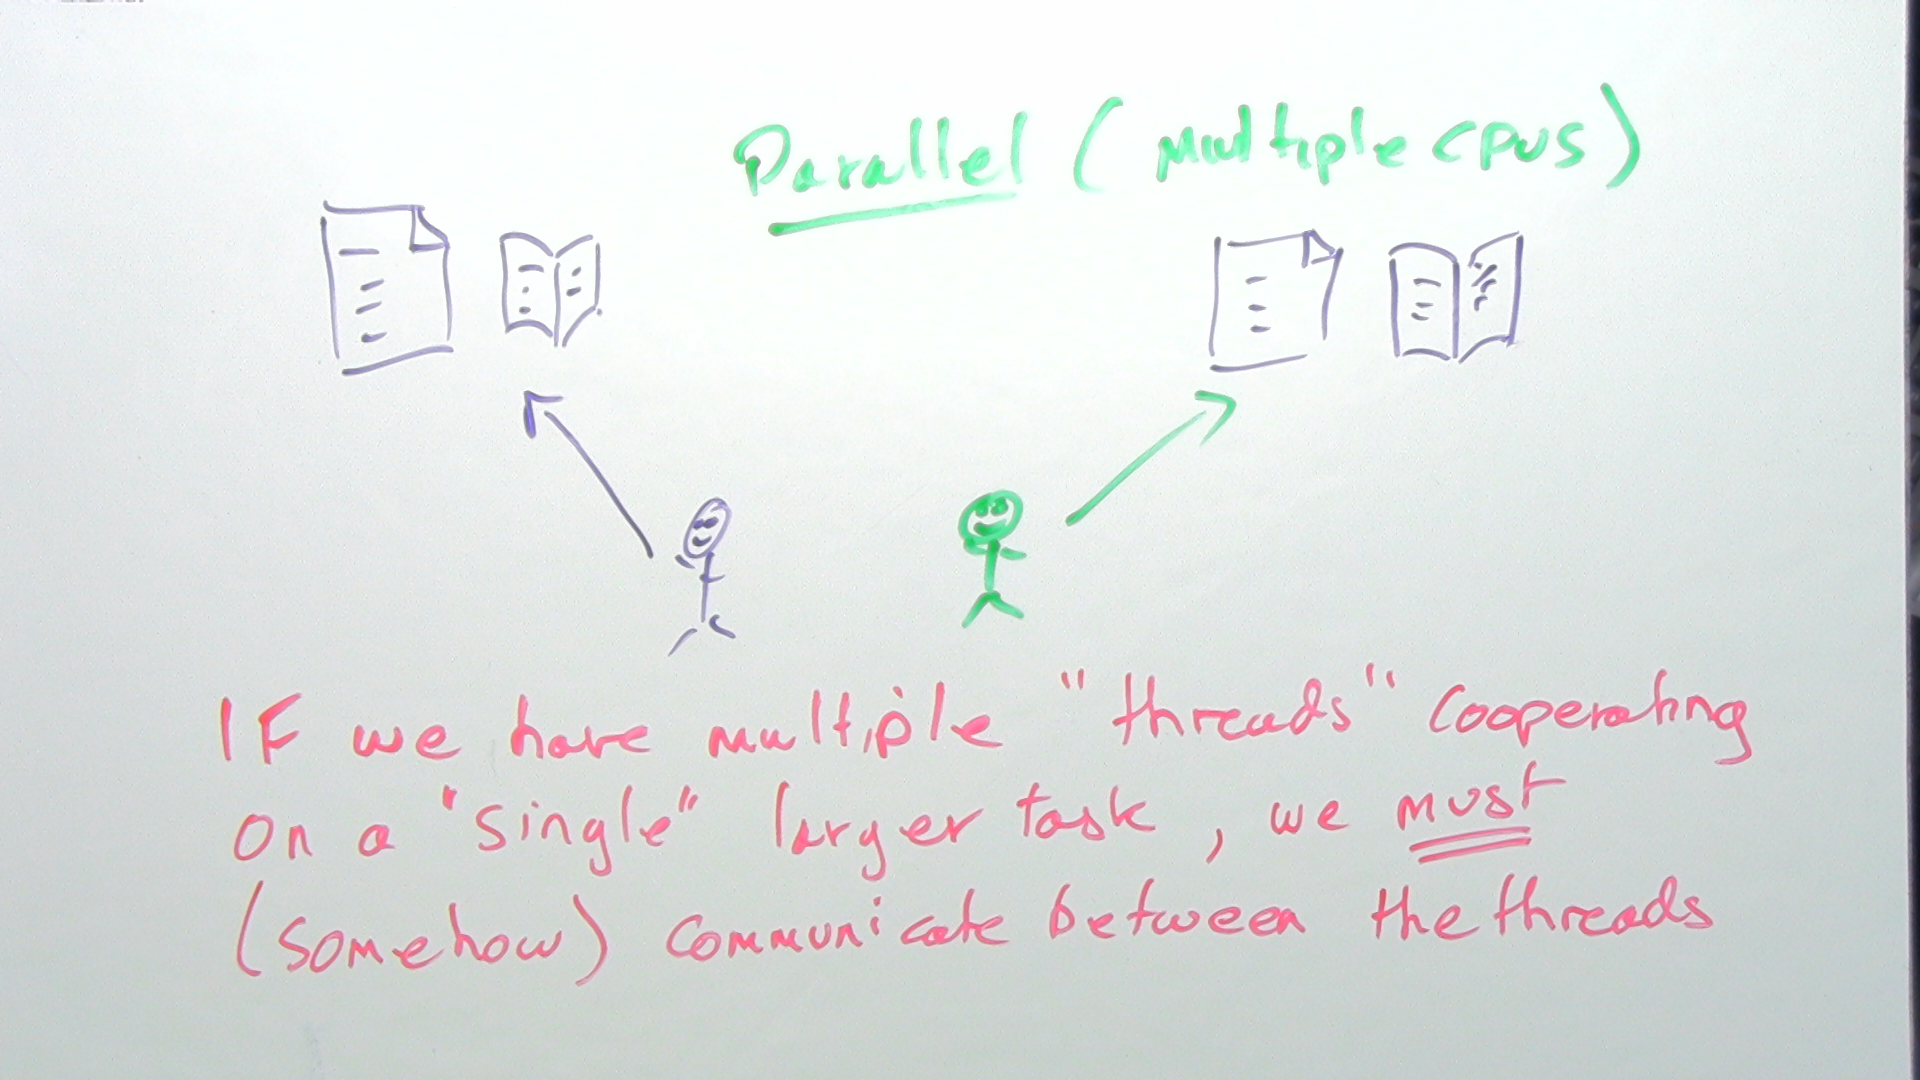 Parallel (Multiple CPUS)
IF we have multiple "threads" cooperating
on a "single" larger task, we must
(somehow) communicate between the threads